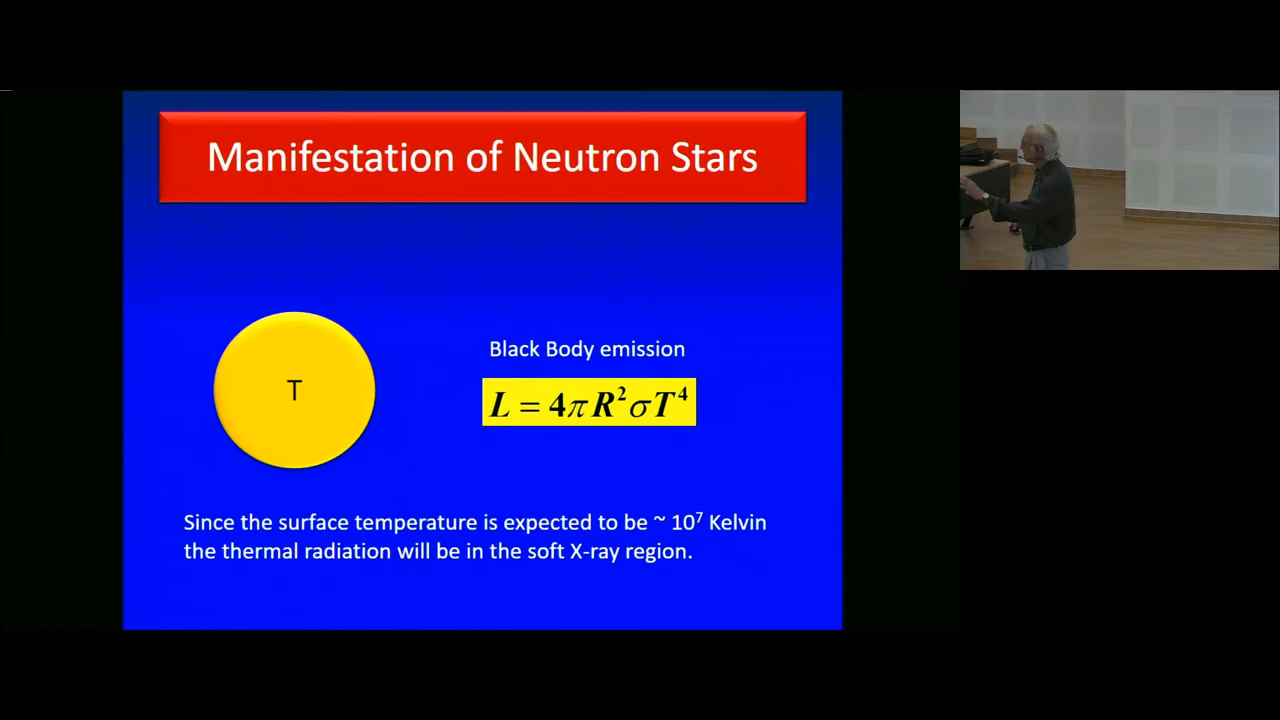 Manifestation of Neutron Stars
T
Black Body emission
L = 4πR²σT⁴
Since the surface temperature is expected to be ~ 10⁷ Kelvin
the thermal radiation will be in the soft X-ray region.